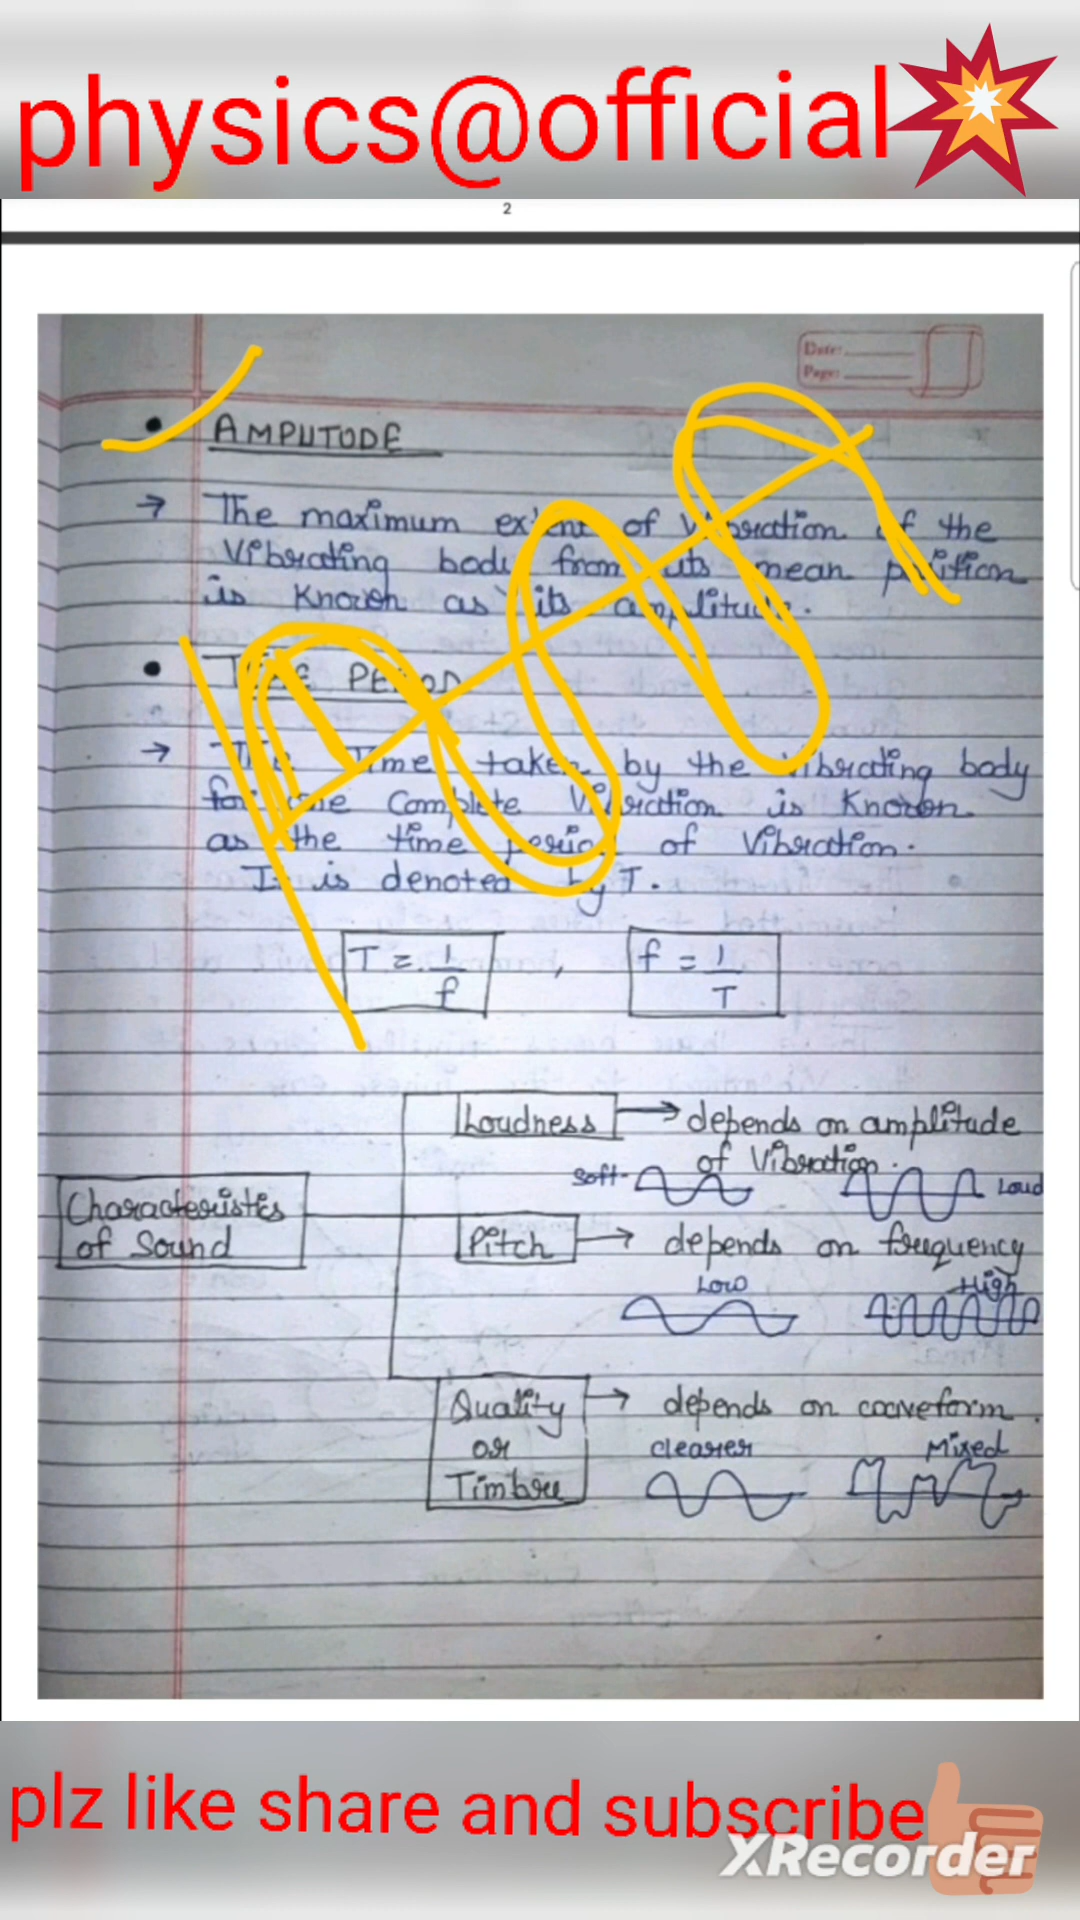 physics@official
2
Date:
Page:
AMPLITUDE
→ The maximum extent of Vibration of the
Vibrating body from its mean position
is Known as its amplitude.
TIME PERIOD
→ The Time taken by the Vibrating body
for one Complete Vibration is Known
as the time period of Vibration.
It is denoted by T.
T = 1/f , f = 1/T
Loudness → depends on amplitude
of Vibration.
Soft Loud
Characteristics
of Sound
Pitch → depends on frequency
Low High
Quality → depends on waveform.
or clearer Mixed
Timbre
plz like share and subscribe
XRecorder